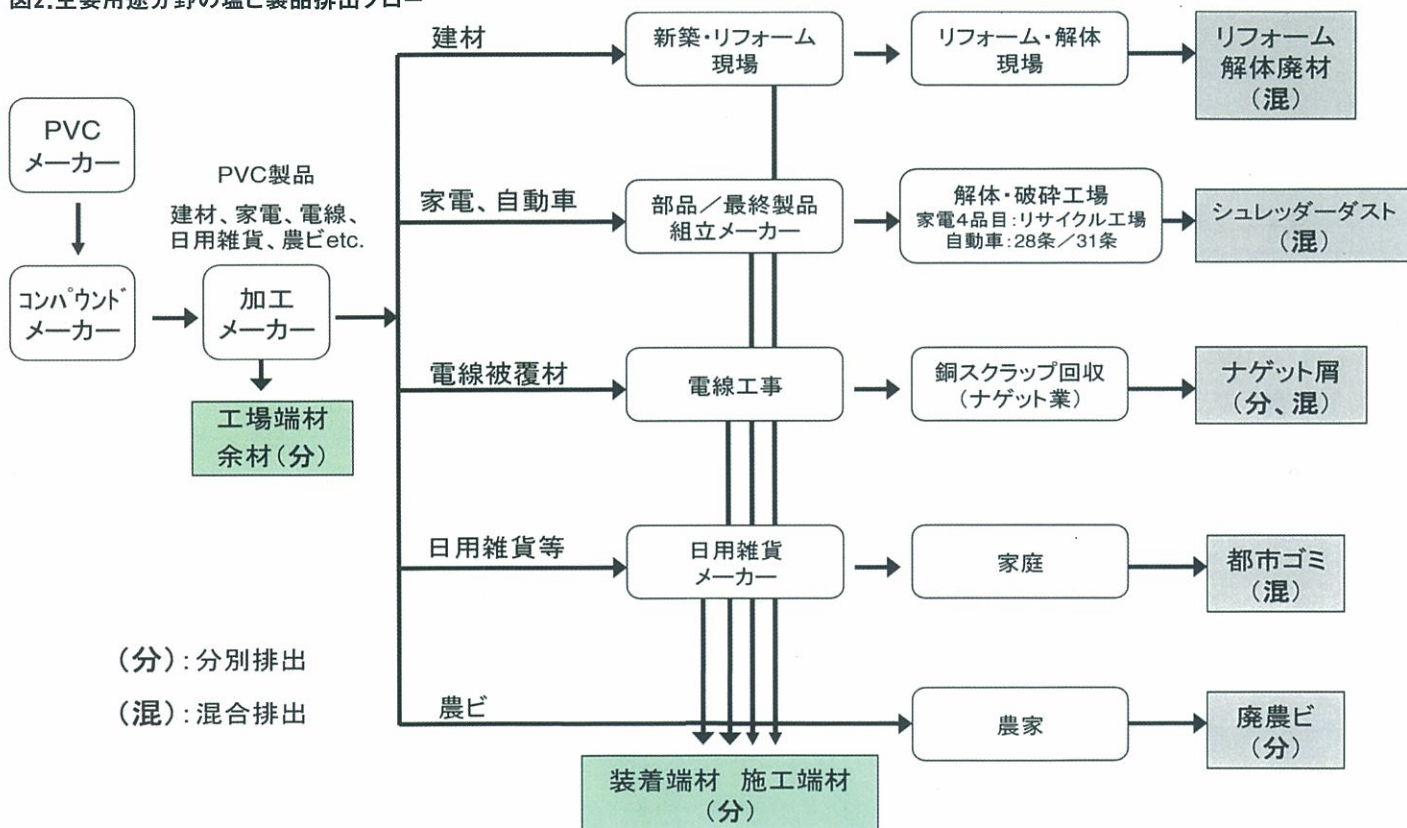 図2.主要用途分野の塩ビ製品排出フロー
建材
新築・リフォーム
現場
リフォーム・解体
現場
リフォーム
解体廃材
(混)
PVC
メーカー
PVC製品
建材、家電、電線、
日用雑貨、農ビetc.
家電、自動車
部品／最終製品
組立メーカー
解体・破砕工場
家電4品目:リサイクル工場
自動車:28条／31条
シュレッダーダスト
(混)
コンパウンド
メーカー
加工
メーカー
工場端材
余材(分)
電線被覆材
電線工事
銅スクラップ回収
(ナゲット業)
ナゲット屑
(分、混)
日用雑貨等
日用雑貨
メーカー
家庭
都市ゴミ
(混)
(分):分別排出
(混):混合排出
農ビ
農家
廃農ビ
(分)
装着端材 施工端材
(分)